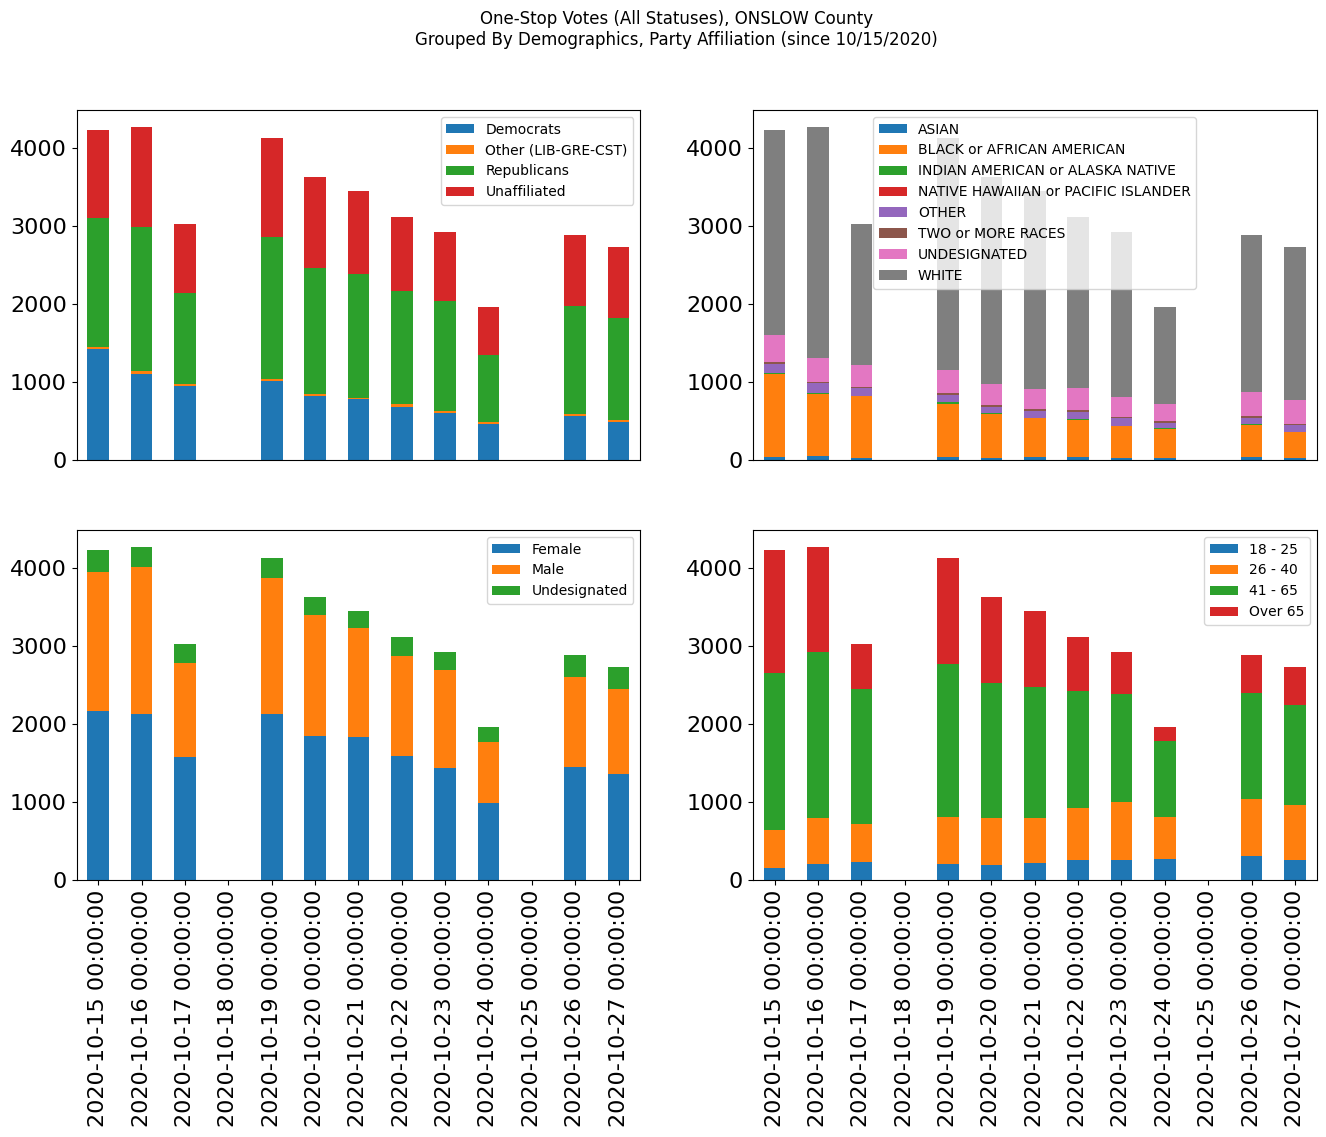 One-Stop Votes (All Statuses), ONSLOW County
Grouped By Demographics, Party Affiliation (since 10/15/2020)
4000
3000
2000
1000
0
Democrats
Other (LIB-GRE-CST)
Republicans
Unaffiliated
4000
3000
2000
1000
0
ASIAN
BLACK or AFRICAN AMERICAN
INDIAN AMERICAN or ALASKA NATIVE
NATIVE HAWAIIAN or PACIFIC ISLANDER
OTHER
TWO or MORE RACES
UNDESIGNATED
WHITE
4000
3000
2000
1000
0
Female
Male
Undesignated
2020-10-15 00:00:00
2020-10-16 00:00:00
2020-10-17 00:00:00
2020-10-18 00:00:00
2020-10-19 00:00:00
2020-10-20 00:00:00
2020-10-21 00:00:00
2020-10-22 00:00:00
2020-10-23 00:00:00
2020-10-24 00:00:00
2020-10-25 00:00:00
2020-10-26 00:00:00
2020-10-27 00:00:00
4000
3000
2000
1000
0
18 - 25
26 - 40
41 - 65
Over 65
2020-10-15 00:00:00
2020-10-16 00:00:00
2020-10-17 00:00:00
2020-10-18 00:00:00
2020-10-19 00:00:00
2020-10-20 00:00:00
2020-10-21 00:00:00
2020-10-22 00:00:00
2020-10-23 00:00:00
2020-10-24 00:00:00
2020-10-25 00:00:00
2020-10-26 00:00:00
2020-10-27 00:00:00